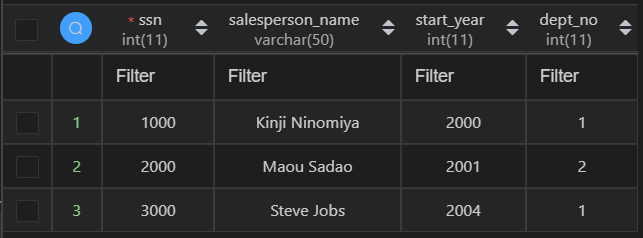 * ssn salesperson_name start_year dept_no
int(11) varchar(50) int(11) int(11)
Filter Filter Filter Filter
1 1000 Kinji Ninomiya 2000 1
2 2000 Maou Sadao 2001 2
3 3000 Steve Jobs 2004 1